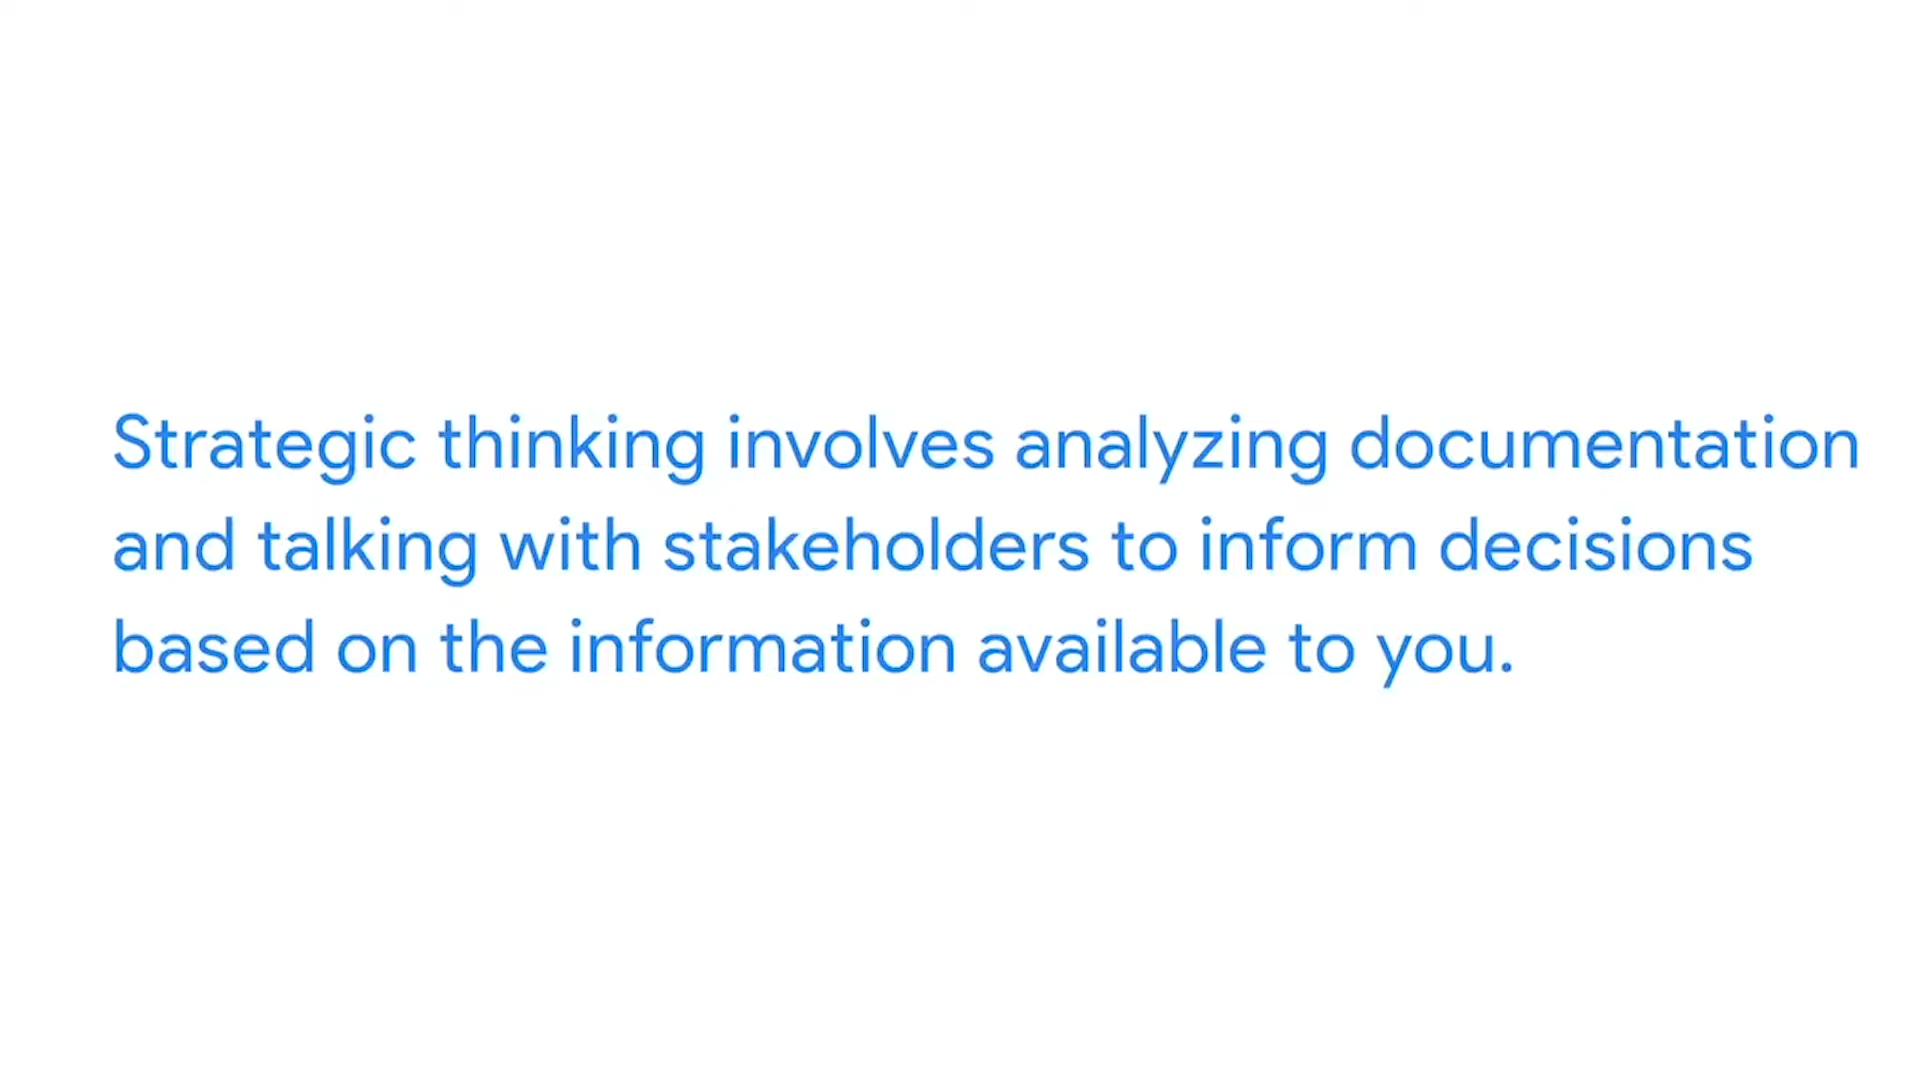 Strategic thinking involves analyzing documentation
and talking with stakeholders to inform decisions
based on the information available to you.